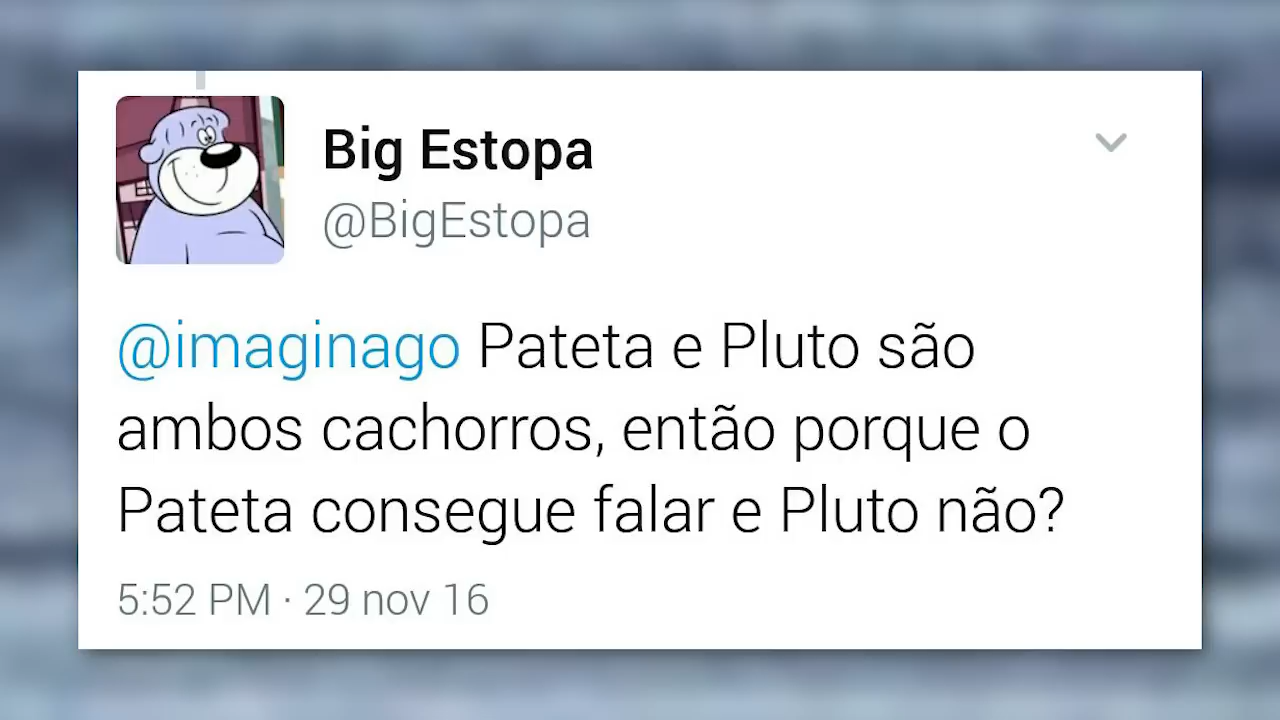 Big Estopa
@BigEstopa
@imaginago Pateta e Pluto são
ambos cachorros, então porque o
Pateta consegue falar e Pluto não?
5:52 PM · 29 nov 16